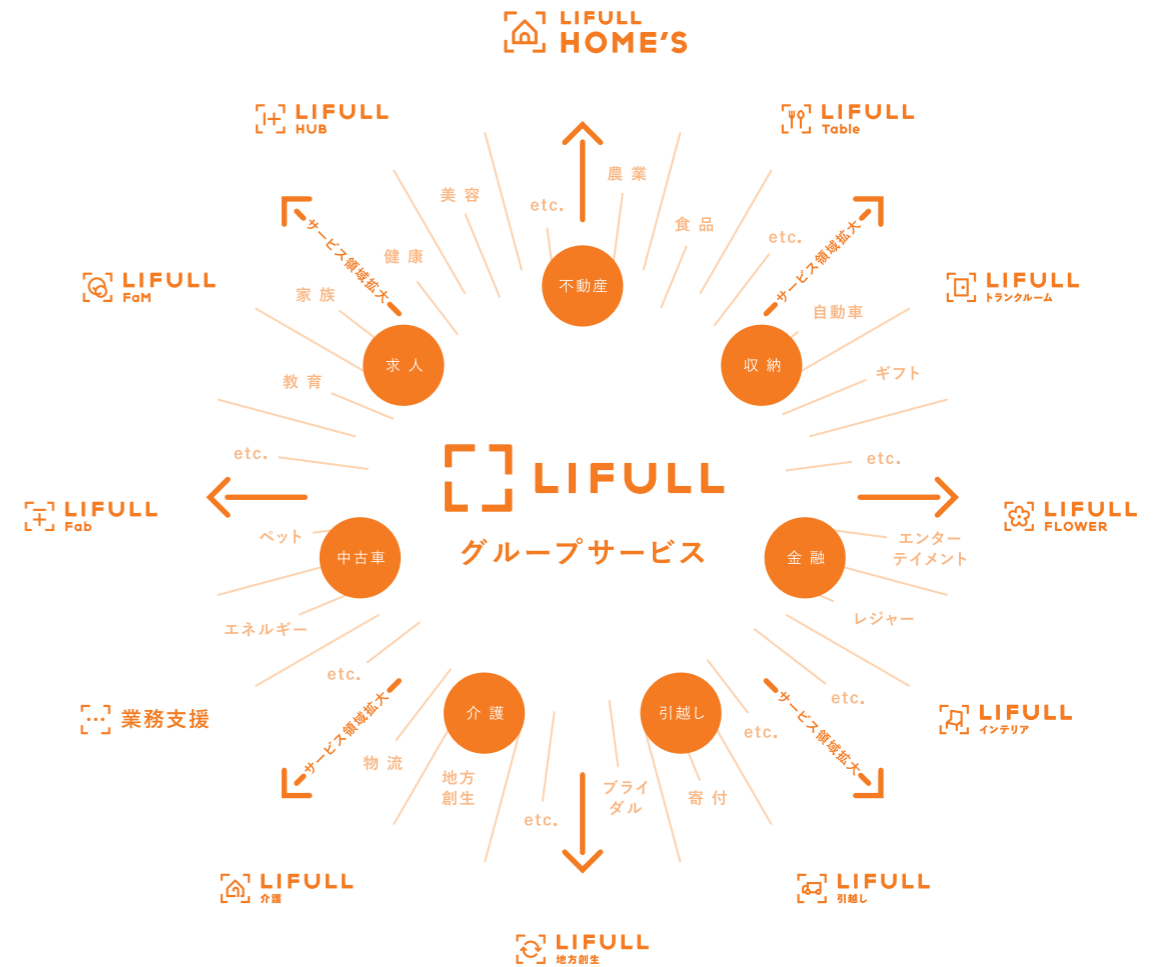 LIFULL
HOME'S
LIFULL
HUB
LIFULL
Table
農業
美容
etc.
食品
etc.
サービス領域拡大
サービス領域拡大
健康
LIFULL
FaM
家族
不動産
LIFULL
トランクルーム
自動車
求人
収納
教育
ギフト
etc.
etc.
LIFULL
グループサービス
LIFULL
Fab
LIFULL
FLOWER
ペット
中古車
金融
エンター
テイメント
エネルギー
レジャー
etc.
etc.
業務支援
サービス領域拡大
介護
引越し
サービス領域拡大
LIFULL
インテリア
etc.
物流
地方
創生
etc.
ブライ
ダル
寄付
LIFULL
介護
LIFULL
引越し
LIFULL
地方創生